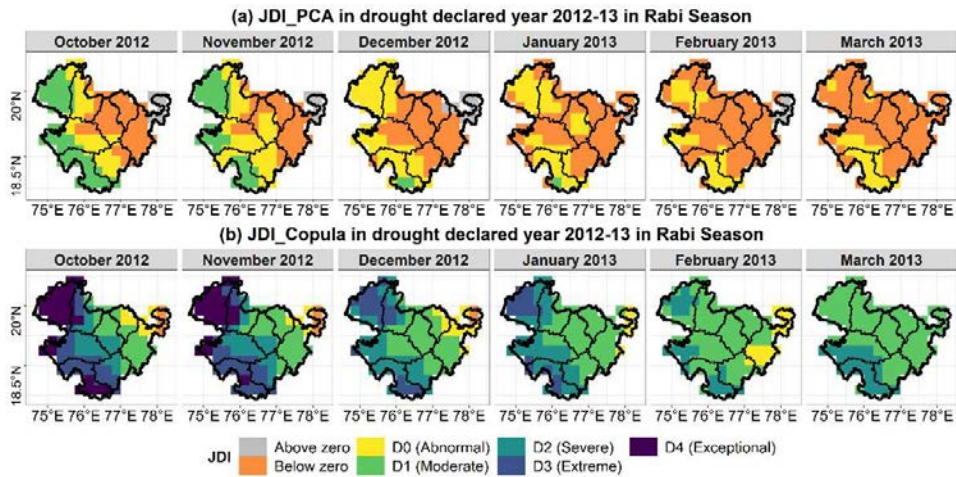 (a) JDI_PCA in drought declared year 2012-13 in Rabi Season
October 2012 November 2012 December 2012 January 2013 February 2013 March 2013
20°N
18.5°N
75°E 76°E 77°E 78°E 75°E 76°E 77°E 78°E 75°E 76°E 77°E 78°E 75°E 76°E 77°E 78°E 75°E 76°E 77°E 78°E 75°E 76°E 77°E 78°E
(b) JDI_Copula in drought declared year 2012-13 in Rabi Season
October 2012 November 2012 December 2012 January 2013 February 2013 March 2013
20°N
18.5°N
75°E 76°E 77°E 78°E 75°E 76°E 77°E 78°E 75°E 76°E 77°E 78°E 75°E 76°E 77°E 78°E 75°E 76°E 77°E 78°E 75°E 76°E 77°E 78°E
JDI
Above zero D0 (Abnormal) D2 (Severe) D4 (Exceptional)
Below zero D1 (Moderate) D3 (Extreme)